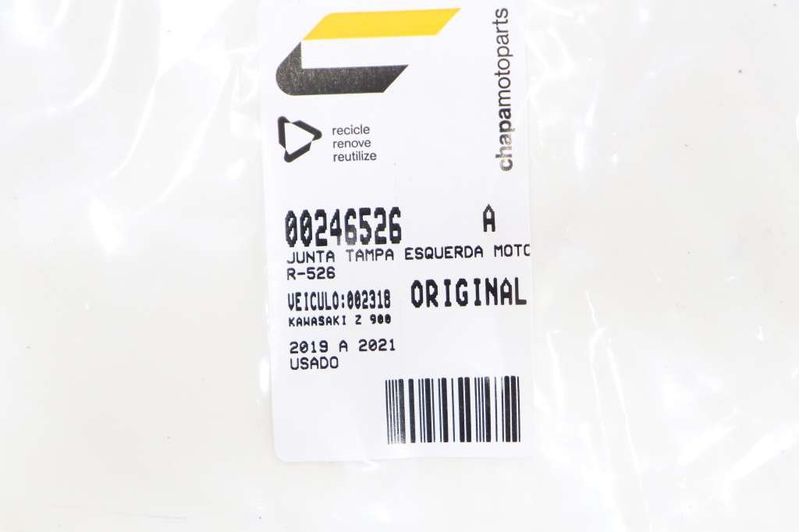 chapamotoparts
recicle
renove
reutilize
00246526 A
JUNTA TAMPA ESQUERDA MOTO
R-526
VEICULO:002318 ORIGINAL
KAWASAKI Z 900
2019 A 2021
USADO